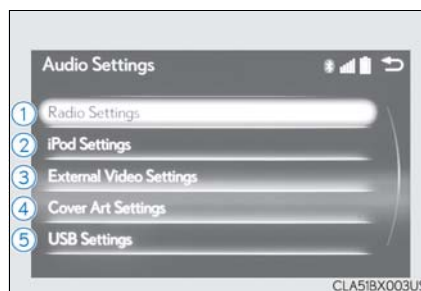 Audio Settings
1 Radio Settings
2 iPod Settings
3 External Video Settings
4 Cover Art Settings
5 USB Settings
CLA51BX003US